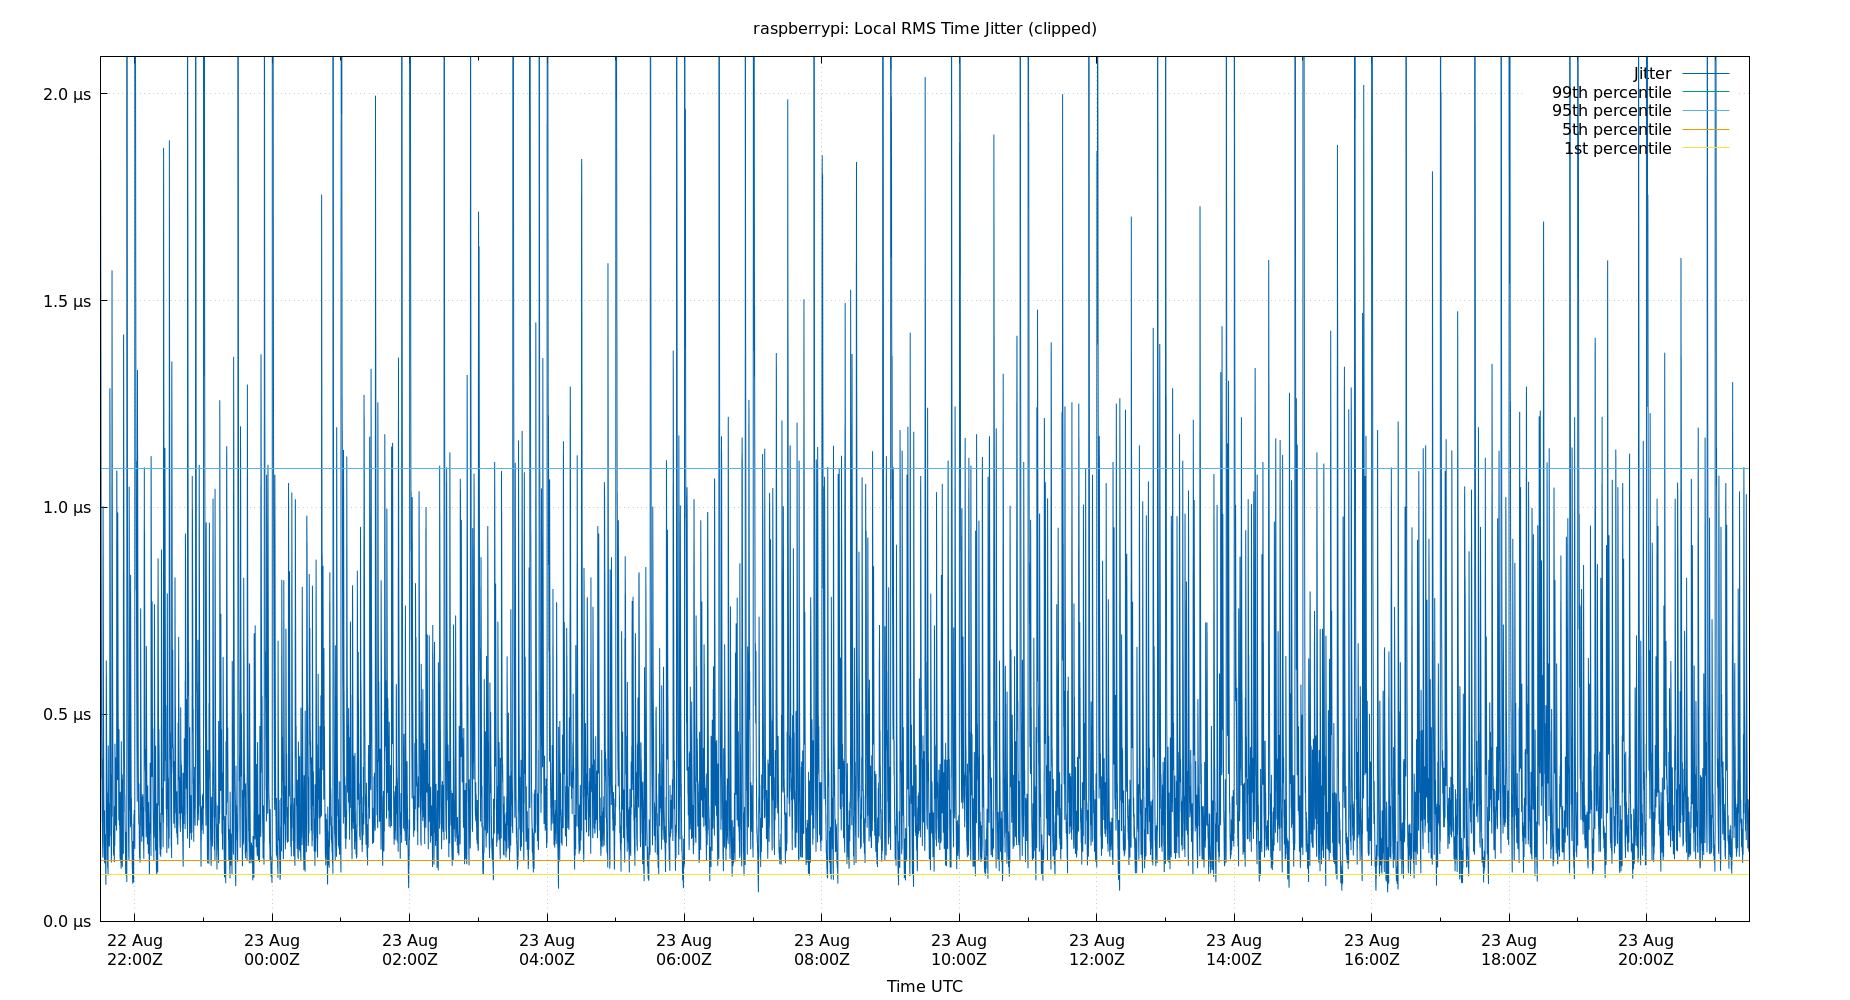 raspberrypi: Local RMS Time Jitter (clipped)
Jitter
99th percentile
95th percentile
5th percentile
1st percentile
2.0 µs
1.5 µs
1.0 µs
0.5 µs
0.0 µs
22 Aug 23 Aug 23 Aug 23 Aug 23 Aug 23 Aug 23 Aug 23 Aug 23 Aug 23 Aug 23 Aug 23 Aug
22:00Z 00:00Z 02:00Z 04:00Z 06:00Z 08:00Z 10:00Z 12:00Z 14:00Z 16:00Z 18:00Z 20:00Z
Time UTC